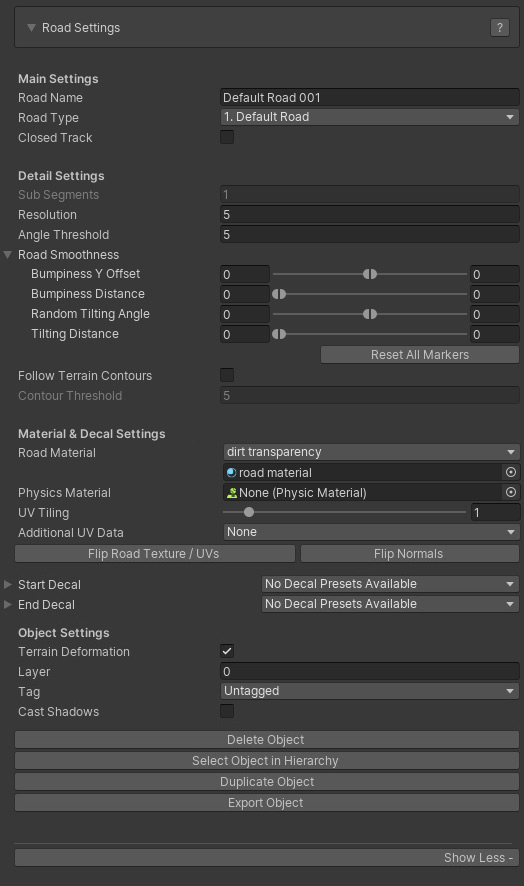 Road Settings ?
Main Settings
Road Name Default Road 001
Road Type 1. Default Road
Closed Track
Detail Settings
Sub Segments 1
Resolution 5
Angle Threshold 5
Road Smoothness
Bumpiness Y Offset 0 0
Bumpiness Distance 0 0
Random Tilting Angle 0 0
Tilting Distance 0 0
Reset All Markers
Follow Terrain Contours
Contour Threshold 5
Material & Decal Settings
Road Material dirt transparency
road material
Physics Material None (Physic Material)
UV Tiling 1
Additional UV Data None
Flip Road Texture / UVs Flip Normals
Start Decal No Decal Presets Available
End Decal No Decal Presets Available
Object Settings
Terrain Deformation
Layer 0
Tag Untagged
Cast Shadows
Delete Object
Select Object in Hierarchy
Duplicate Object
Export Object
Show Less -